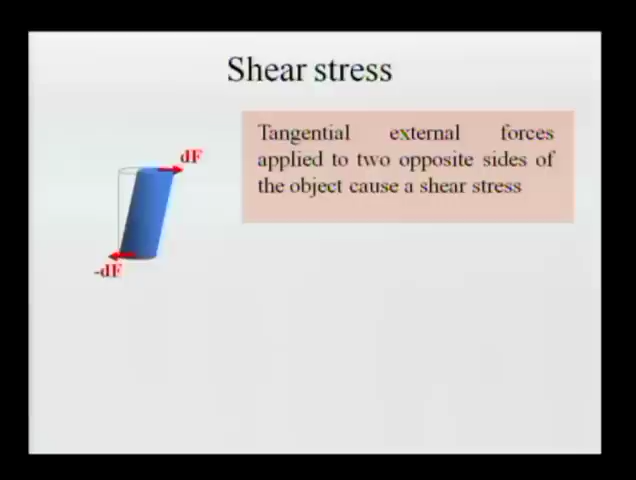 Shear stress
Tangential external forces
applied to two opposite sides of
the object cause a shear stress
dF
-dF